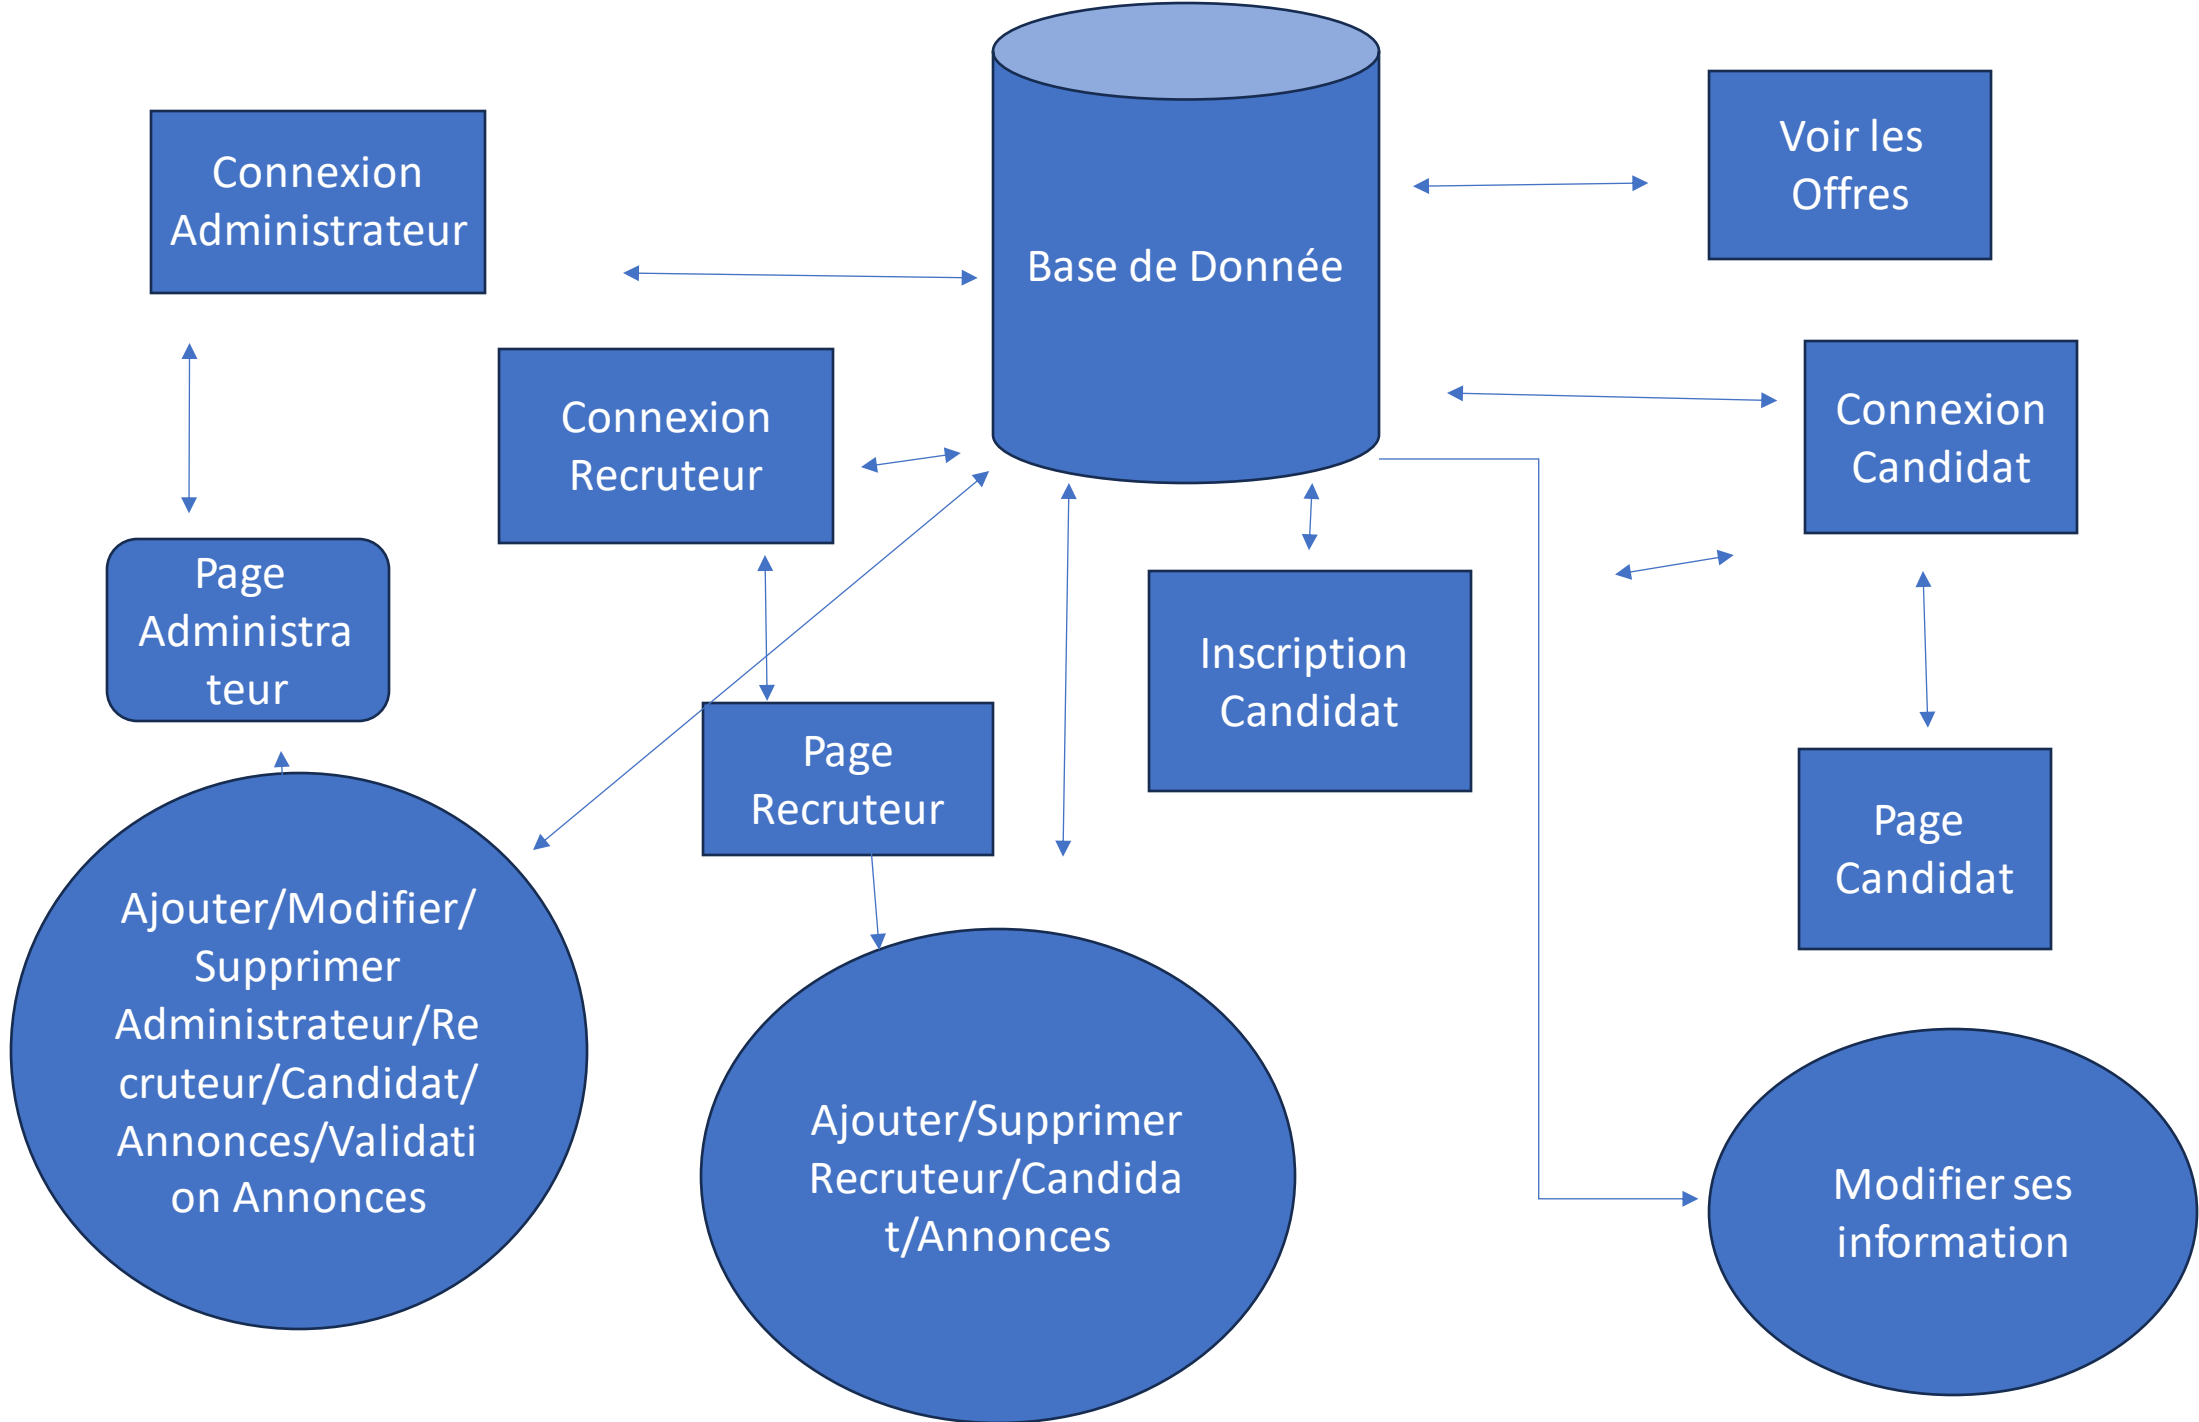 Connexion
Administrateur
Base de Donnée
Voir les
Offres
Connexion
Recruteur
Connexion
Candidat
Page
Administra
teur
Inscription
Candidat
Page
Recruteur
Page
Candidat
Ajouter/Modifier/
Supprimer
Administrateur/Re
cruteur/Candidat/
Annonces/Validati
on Annonces
Ajouter/Supprimer
Recruteur/Candida
t/Annonces
Modifier ses
information